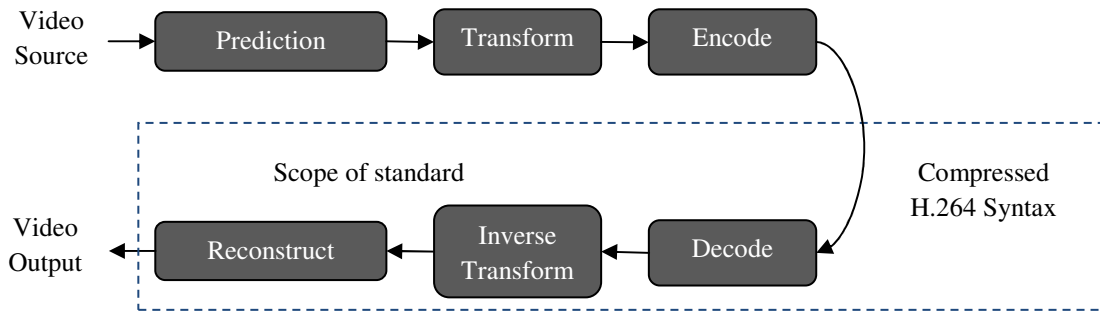 Video
Source
Prediction
Transform
Encode
Scope of standard
Compressed
H.264 Syntax
Video
Output
Reconstruct
Inverse
Transform
Decode